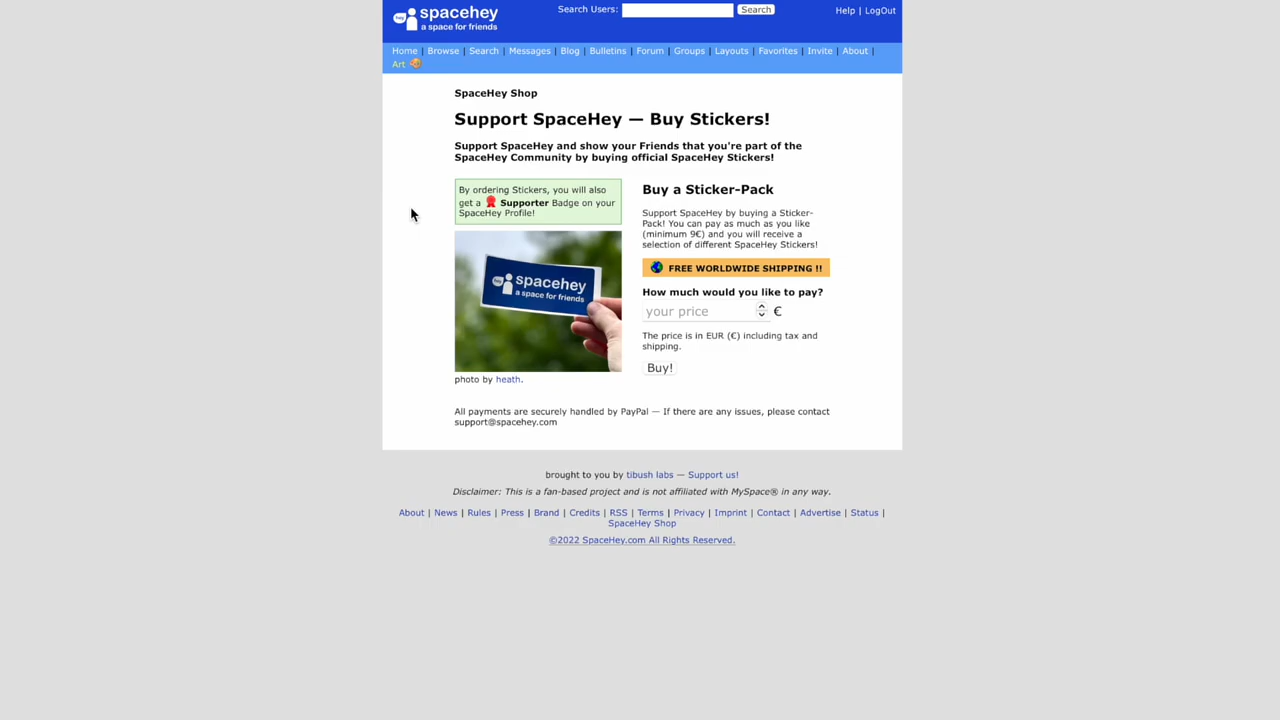 hey spacehey
a space for friends
Search Users: Search
Help | LogOut
Home | Browse | Search | Messages | Blog | Bulletins | Forum | Groups | Layouts | Favorites | Invite | About |
Art
SpaceHey Shop
Support SpaceHey — Buy Stickers!
Support SpaceHey and show your Friends that you're part of the
SpaceHey Community by buying official SpaceHey Stickers!
By ordering Stickers, you will also
get a Supporter Badge on your
SpaceHey Profile!
hey spacehey
a space for friends
photo by heath.
Buy a Sticker-Pack
Support SpaceHey by buying a Sticker-
Pack! You can pay as much as you like
(minimum 9€) and you will receive a
selection of different SpaceHey Stickers!
FREE WORLDWIDE SHIPPING !!
How much would you like to pay?
your price €
The price is in EUR (€) including tax and
shipping.
Buy!
All payments are securely handled by PayPal — If there are any issues, please contact
support@spacehey.com
brought to you by tibush labs — Support us!
Disclaimer: This is a fan-based project and is not affiliated with MySpace® in any way.
About | News | Rules | Press | Brand | Credits | RSS | Terms | Privacy | Imprint | Contact | Advertise | Status |
SpaceHey Shop
©2022 SpaceHey.com All Rights Reserved.